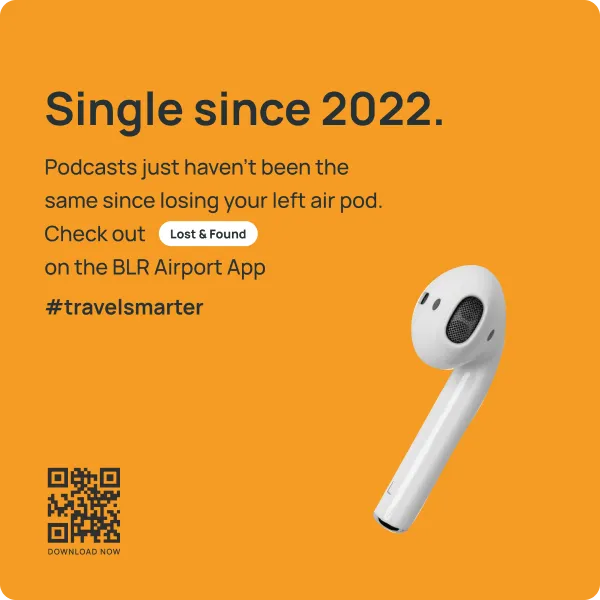 Single since 2022.
Podcasts just haven't been the
same since losing your left air pod.
Check out Lost & Found
on the BLR Airport App
#travelsmarter
L
DOWNLOAD NOW